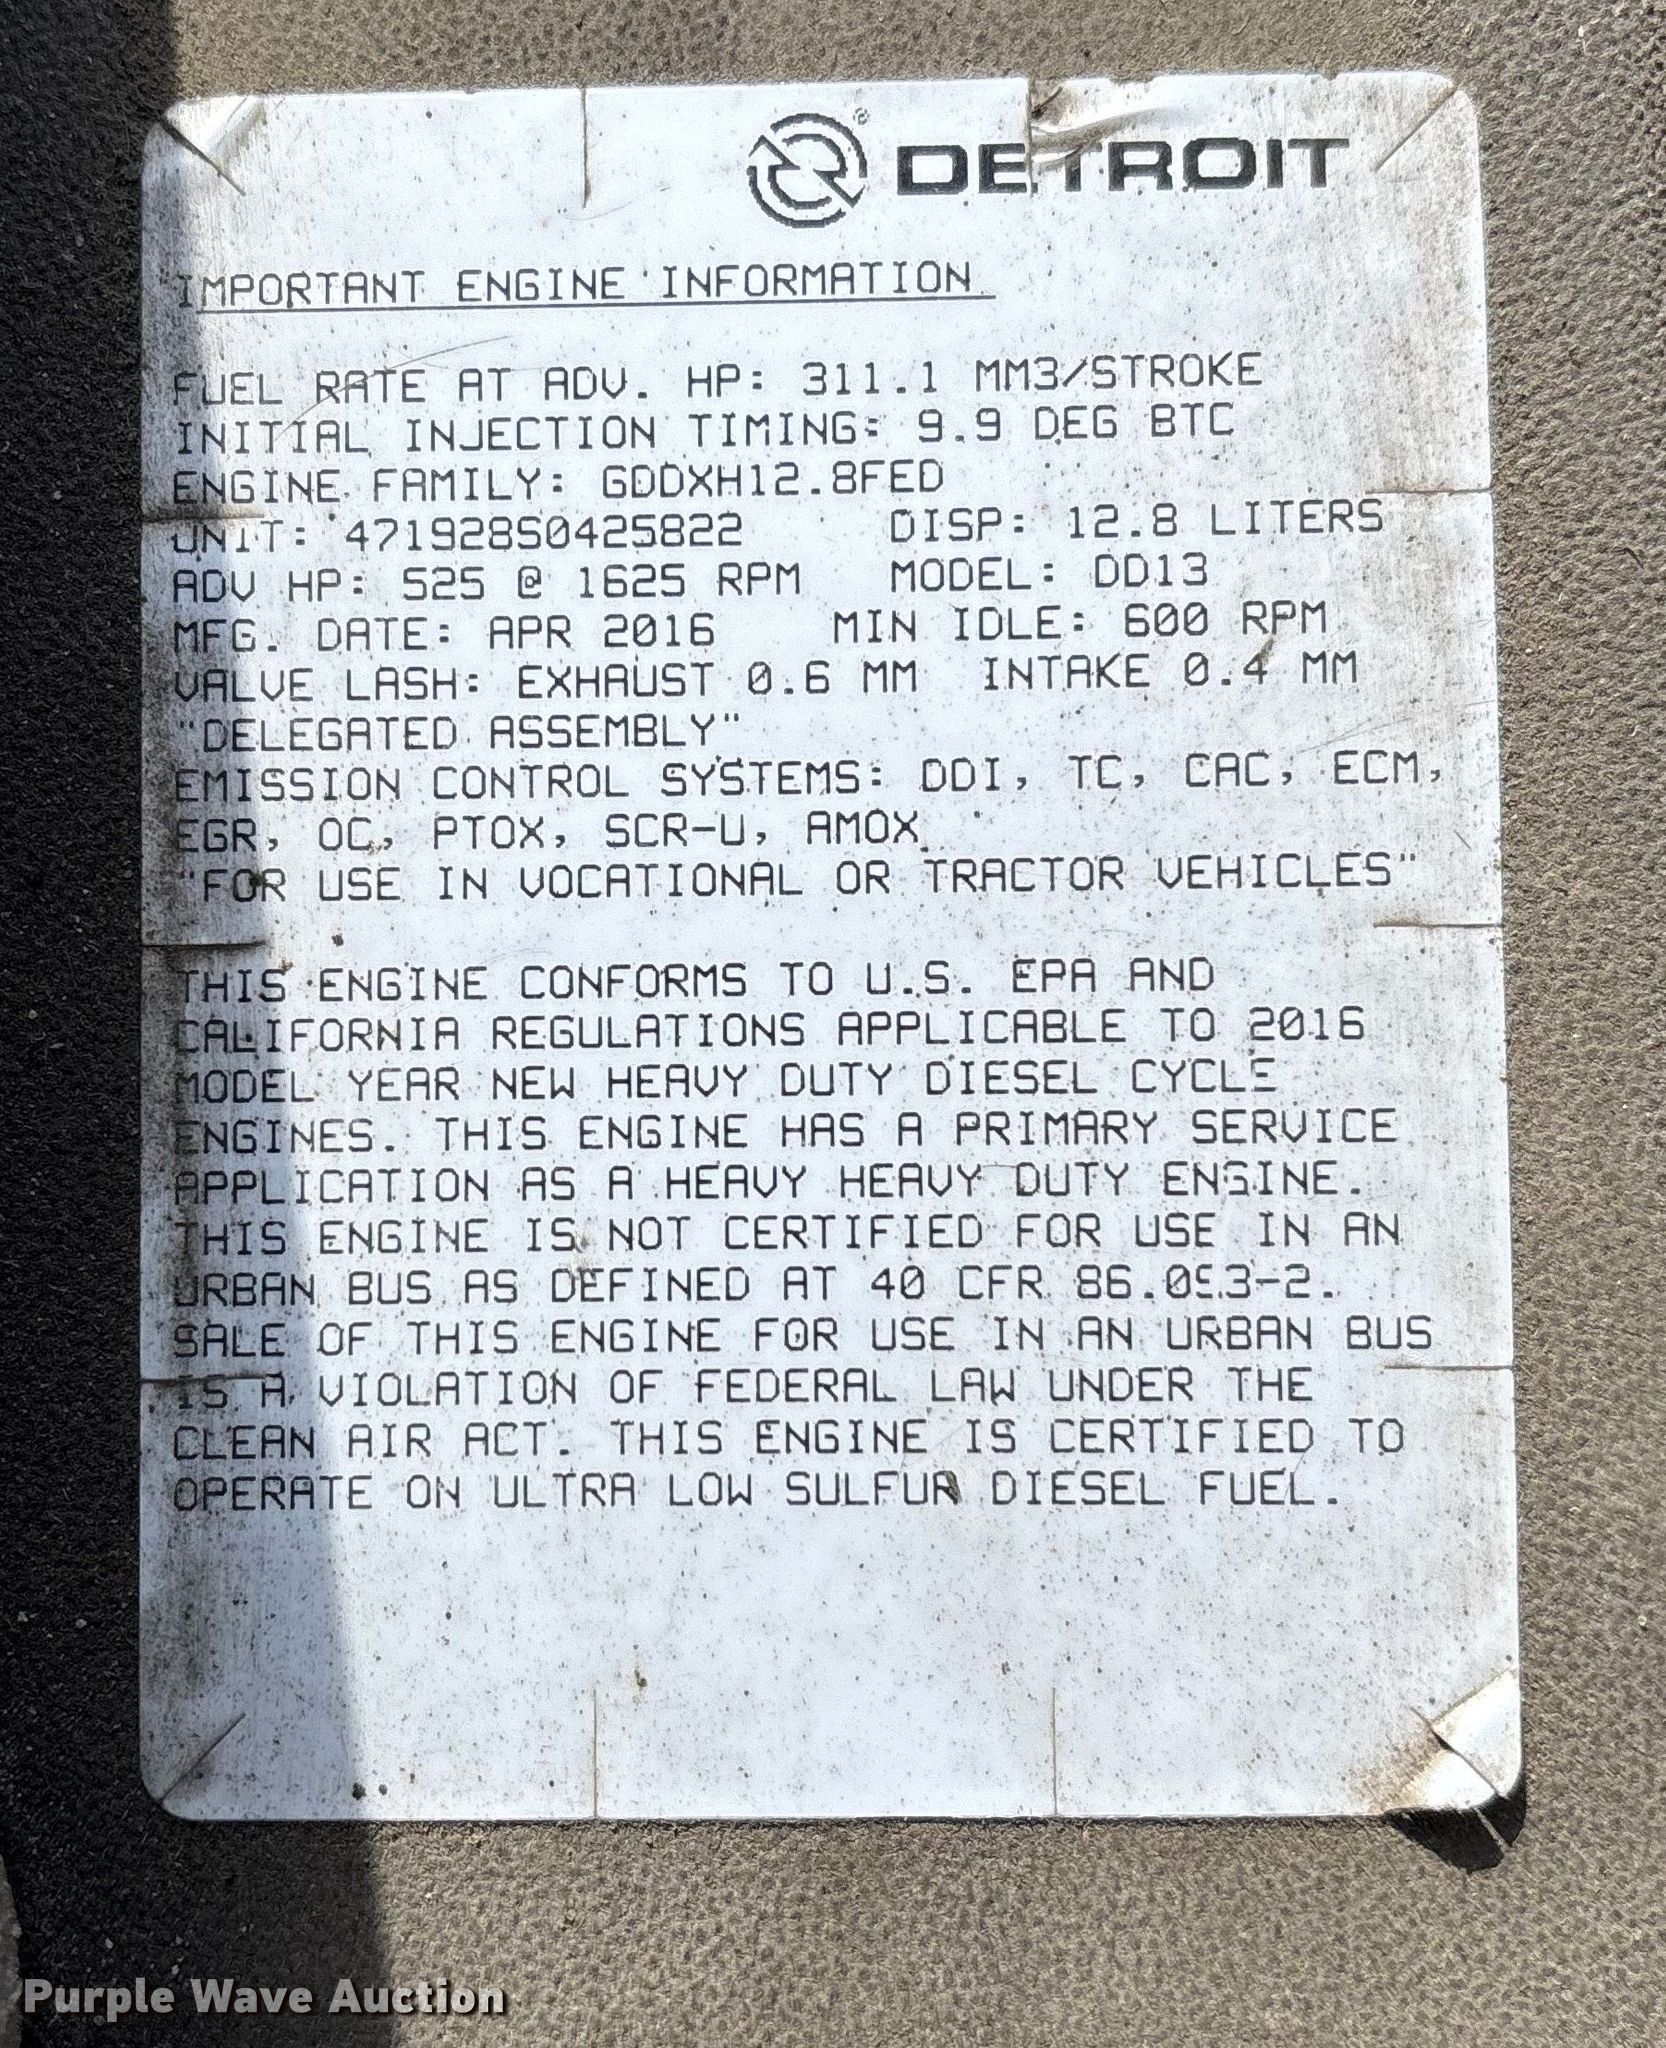 ® DETROIT
IMPORTANT ENGINE INFORMATION
FUEL RATE AT ADV. HP: 311.1 MM3/STROKE
INITIAL INJECTION TIMING: 9.9 DEG BTC
ENGINE FAMILY: GDDXH12.8FED
UNIT: 471928S0425822 DISP: 12.8 LITERS
ADV HP: 525 @ 1625 RPM MODEL: DD13
MFG. DATE: APR 2016 MIN IDLE: 600 RPM
VALVE LASH: EXHAUST 0.6 MM INTAKE 0.4 MM
"DELEGATED ASSEMBLY"
EMISSION CONTROL SYSTEMS: DDI, TC, CAC, ECM,
EGR, OC, PTOX, SCR-U, AMOX
"FOR USE IN VOCATIONAL OR TRACTOR VEHICLES"
THIS ENGINE CONFORMS TO U.S. EPA AND
CALIFORNIA REGULATIONS APPLICABLE TO 2016
MODEL YEAR NEW HEAVY DUTY DIESEL CYCLE
ENGINES. THIS ENGINE HAS A PRIMARY SERVICE
APPLICATION AS A HEAVY HEAVY DUTY ENGINE.
THIS ENGINE IS NOT CERTIFIED FOR USE IN AN
URBAN BUS AS DEFINED AT 40 CFR 86.093-2.
SALE OF THIS ENGINE FOR USE IN AN URBAN BUS
IS A VIOLATION OF FEDERAL LAW UNDER THE
CLEAN AIR ACT. THIS ENGINE IS CERTIFIED TO
OPERATE ON ULTRA LOW SULFUR DIESEL FUEL.
Purple Wave Auction